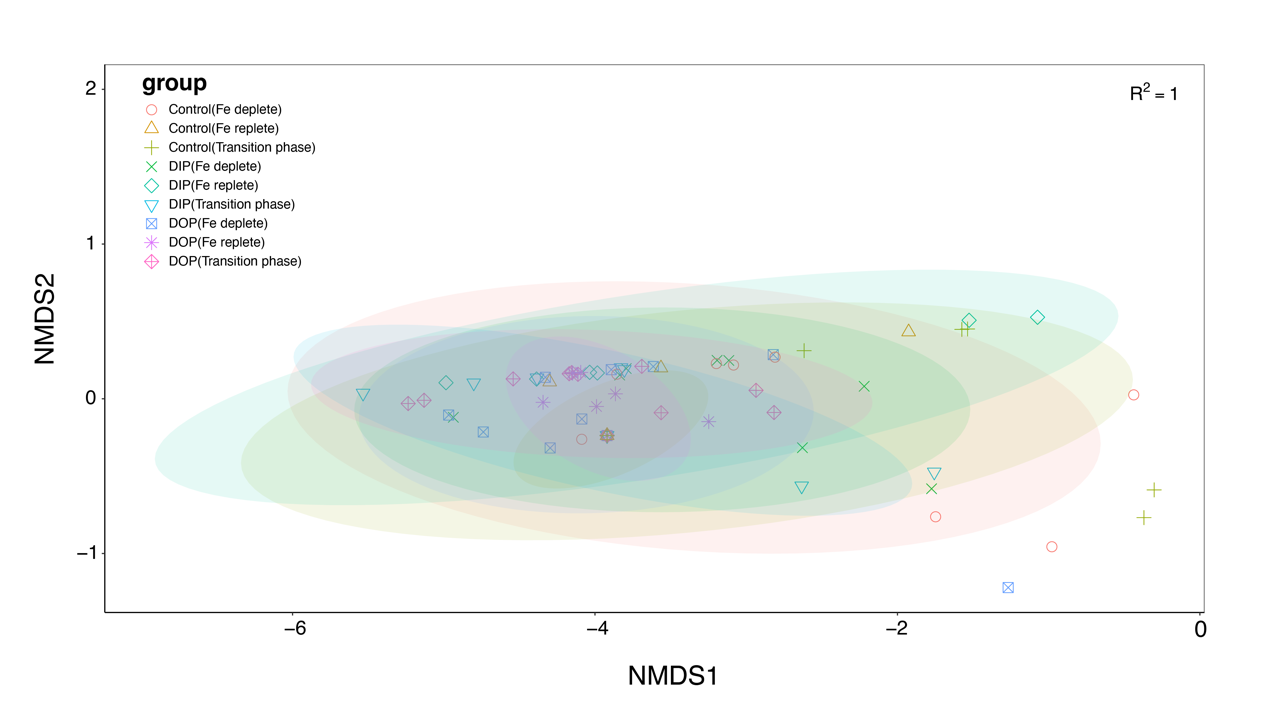 group
Control(Fe deplete)
Control(Fe replete)
Control(Transition phase)
DIP(Fe deplete)
DIP(Fe replete)
DIP(Transition phase)
DOP(Fe deplete)
DOP(Fe replete)
DOP(Transition phase)
R² = 1
NMDS2
2
1
0
−1
−6
−4
−2
0
NMDS1